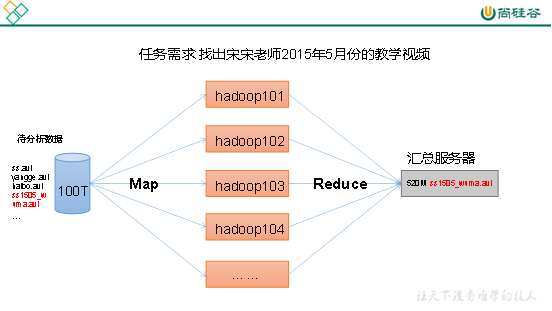 尚硅谷
任务需求 找出宋宋老师2015年5月份的教学视频
待分析数据
ss.avi
yangge.avi
haibo.avi
ss1505_wuma.avi
…
100T
Map
hadoop101
hadoop102
hadoop103
hadoop104
……
Reduce
汇总服务器
520M ss1505_wuma.avi
让天下没有难学的技术